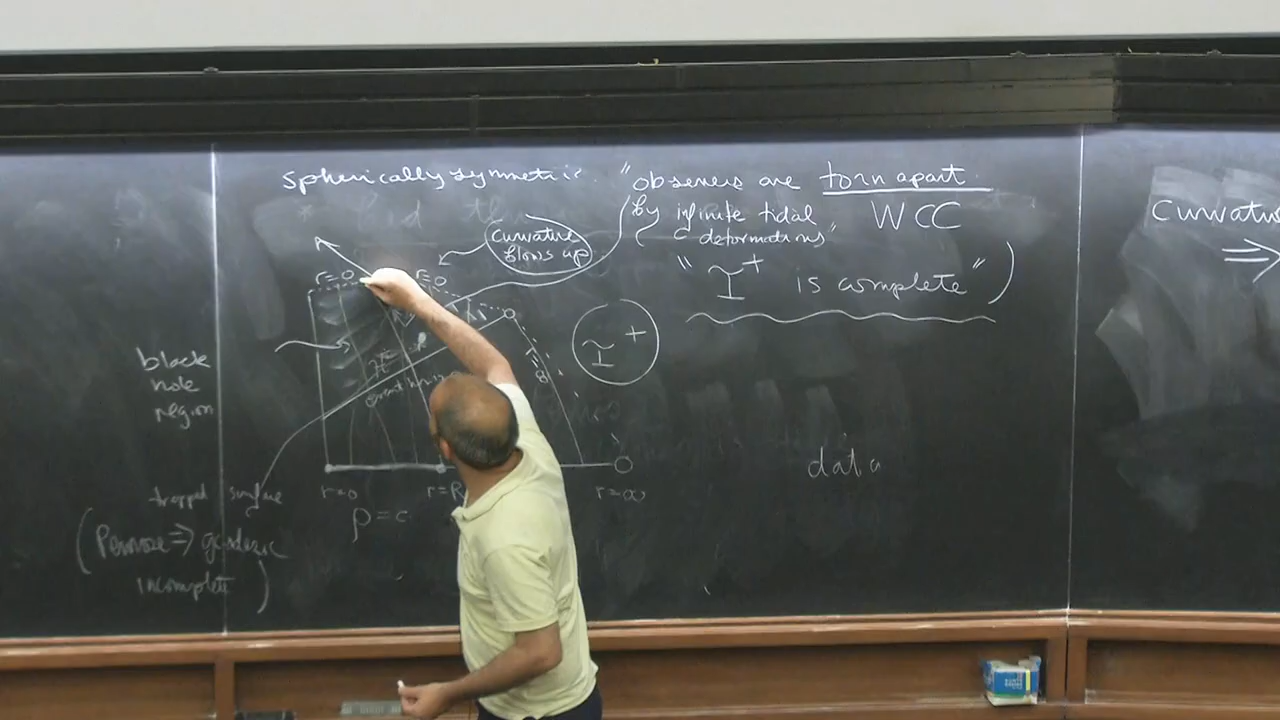 spherically symmetric
"observers are torn apart
by infinite tidal
deformations"
WCC
curvature
blows up
"I⁺ is complete")
r=0
r=0
I⁺
black
hole
region
H⁺
event
data
trapped surface
r=0
r=R
r=∞
(Penrose ⇒ geodesic
incomplete)
⇒